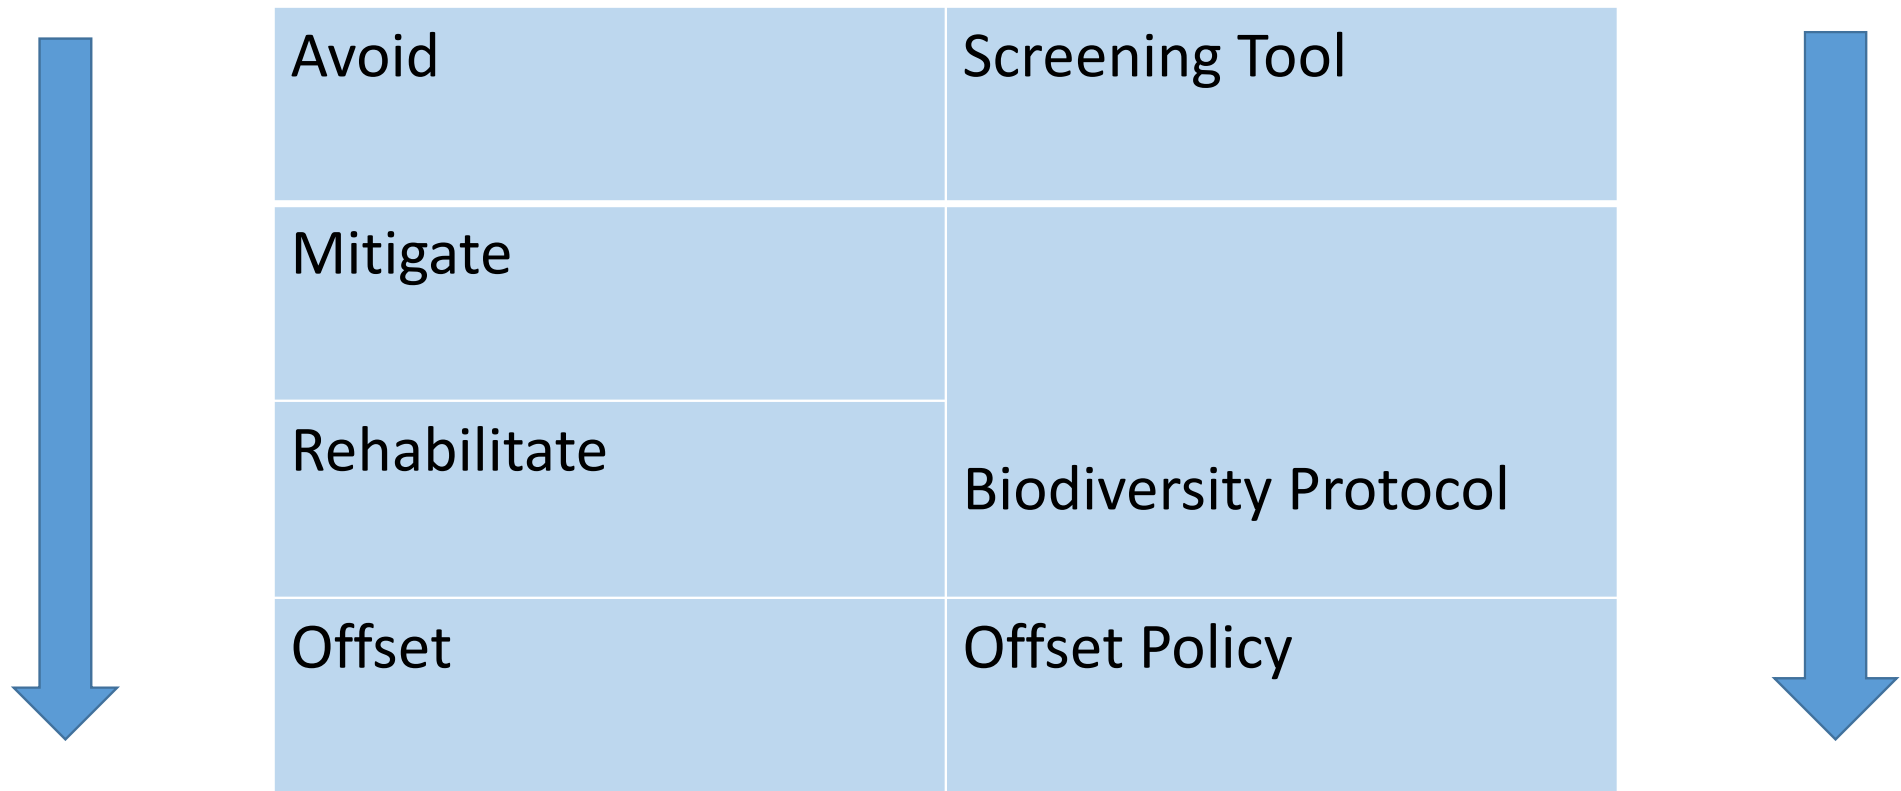 Avoid
Screening Tool
Mitigate
Rehabilitate
Biodiversity Protocol
Offset
Offset Policy